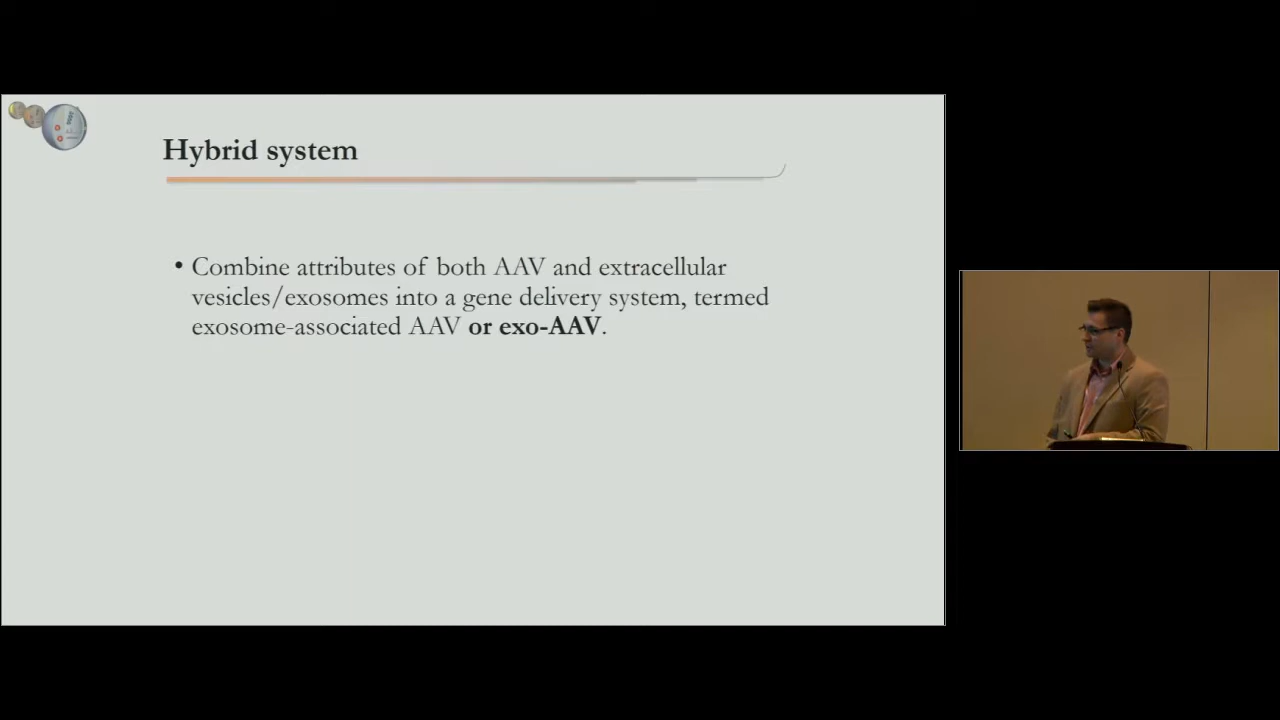 Hybrid system
• Combine attributes of both AAV and extracellular
vesicles/exosomes into a gene delivery system, termed
exosome-associated AAV or exo-AAV.